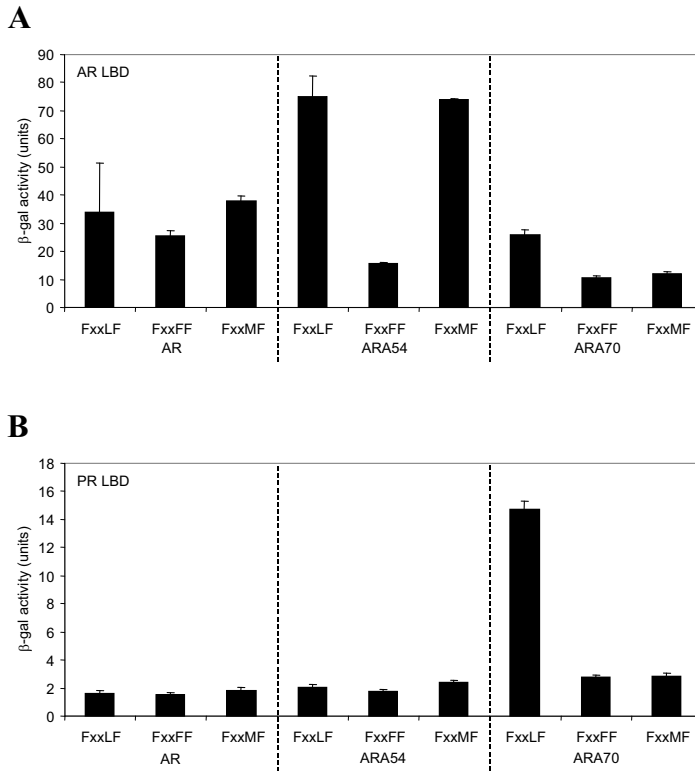 A
AR LBD
β-gal activity (units)
90
80
70
60
50
40
30
20
10
0
FxxLF FxxFF FxxMF FxxLF FxxFF FxxMF FxxLF FxxFF FxxMF
AR ARA54 ARA70
B
PR LBD
β-gal activity (units)
18
16
14
12
10
8
6
4
2
0
FxxLF FxxFF FxxMF FxxLF FxxFF FxxMF FxxLF FxxFF FxxMF
AR ARA54 ARA70